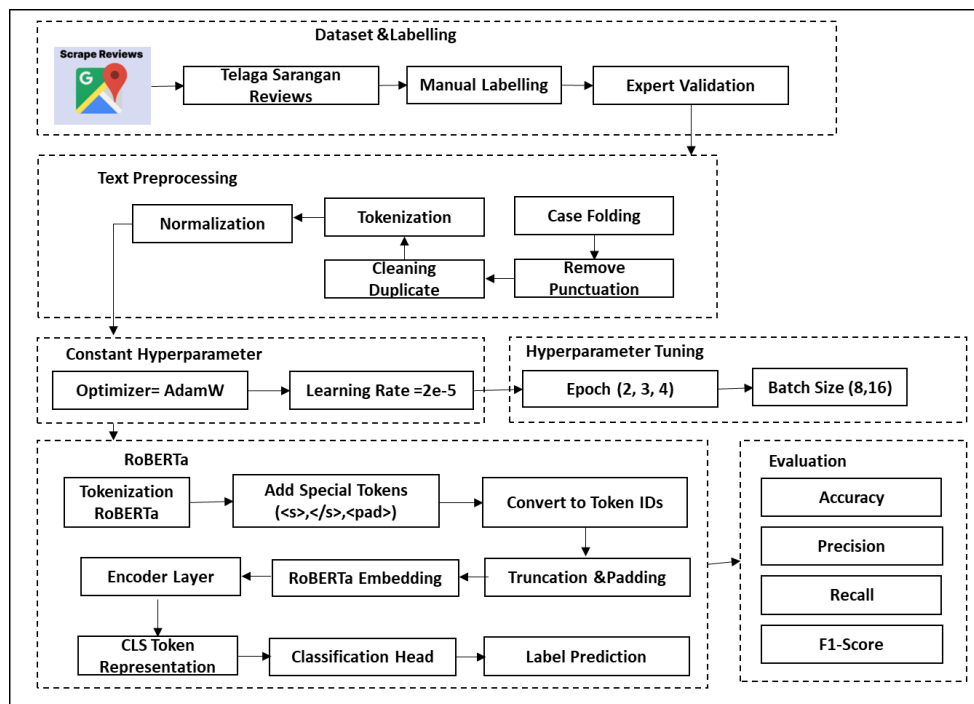 Dataset &Labelling
Scrape Reviews
G
Telaga Sarangan
Reviews
Manual Labelling
Expert Validation
Text Preprocessing
Normalization
Tokenization
Case Folding
Cleaning
Duplicate
Remove
Punctuation
Constant Hyperparameter
Optimizer= AdamW
Learning Rate =2e-5
Hyperparameter Tuning
Epoch (2, 3, 4)
Batch Size (8,16)
RoBERTa
Tokenization
RoBERTa
Add Special Tokens
(<s>,</s>,<pad>)
Convert to Token IDs
Encoder Layer
RoBERTa Embedding
Truncation &Padding
CLS Token
Representation
Classification Head
Label Prediction
Evaluation
Accuracy
Precision
Recall
F1-Score